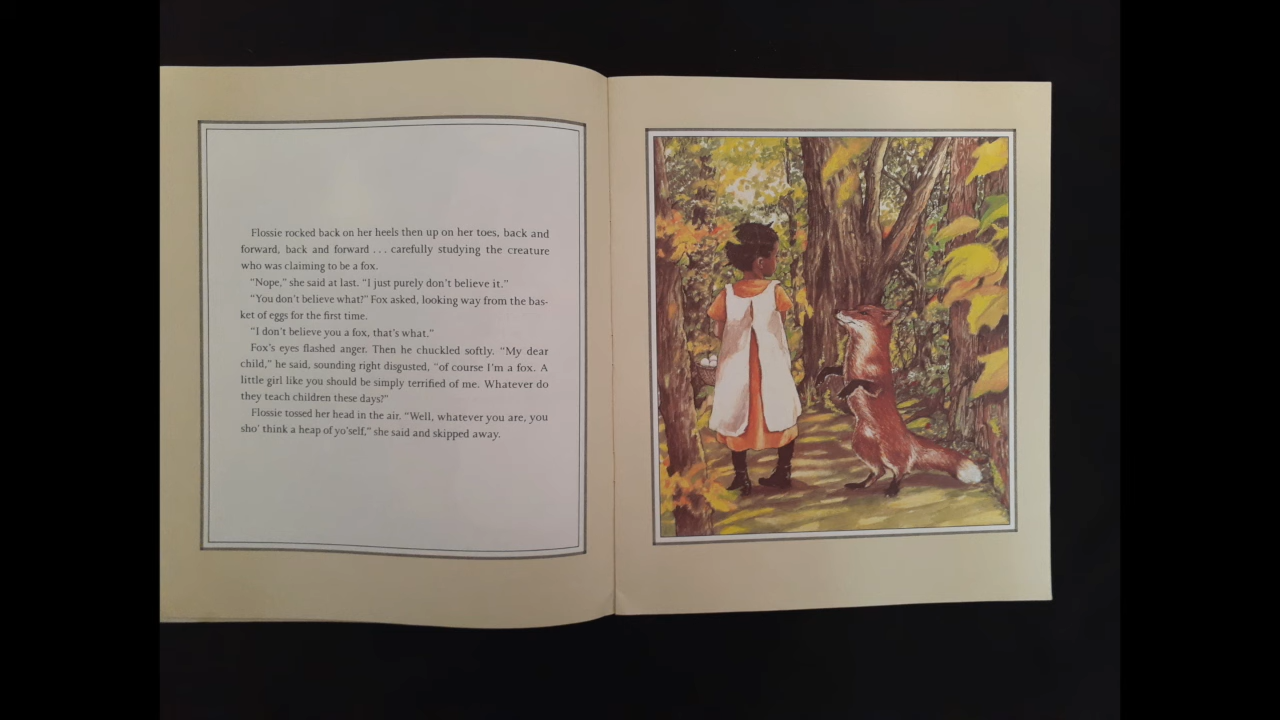 Flossie rocked back on her heels then up on her toes, back and
forward, back and forward . . . carefully studying the creature
who was claiming to be a fox.
"Nope," she said at last. "I just purely don't believe it."
"You don't believe what?" Fox asked, looking way from the bas-
ket of eggs for the first time.
"I don't believe you a fox, that's what."
Fox's eyes flashed anger. Then he chuckled softly. "My dear
child," he said, sounding right disgusted, "of course I'm a fox. A
little girl like you should be simply terrified of me. Whatever do
they teach children these days?"
Flossie tossed her head in the air. "Well, whatever you are, you
sho' think a heap of yo'self," she said and skipped away.